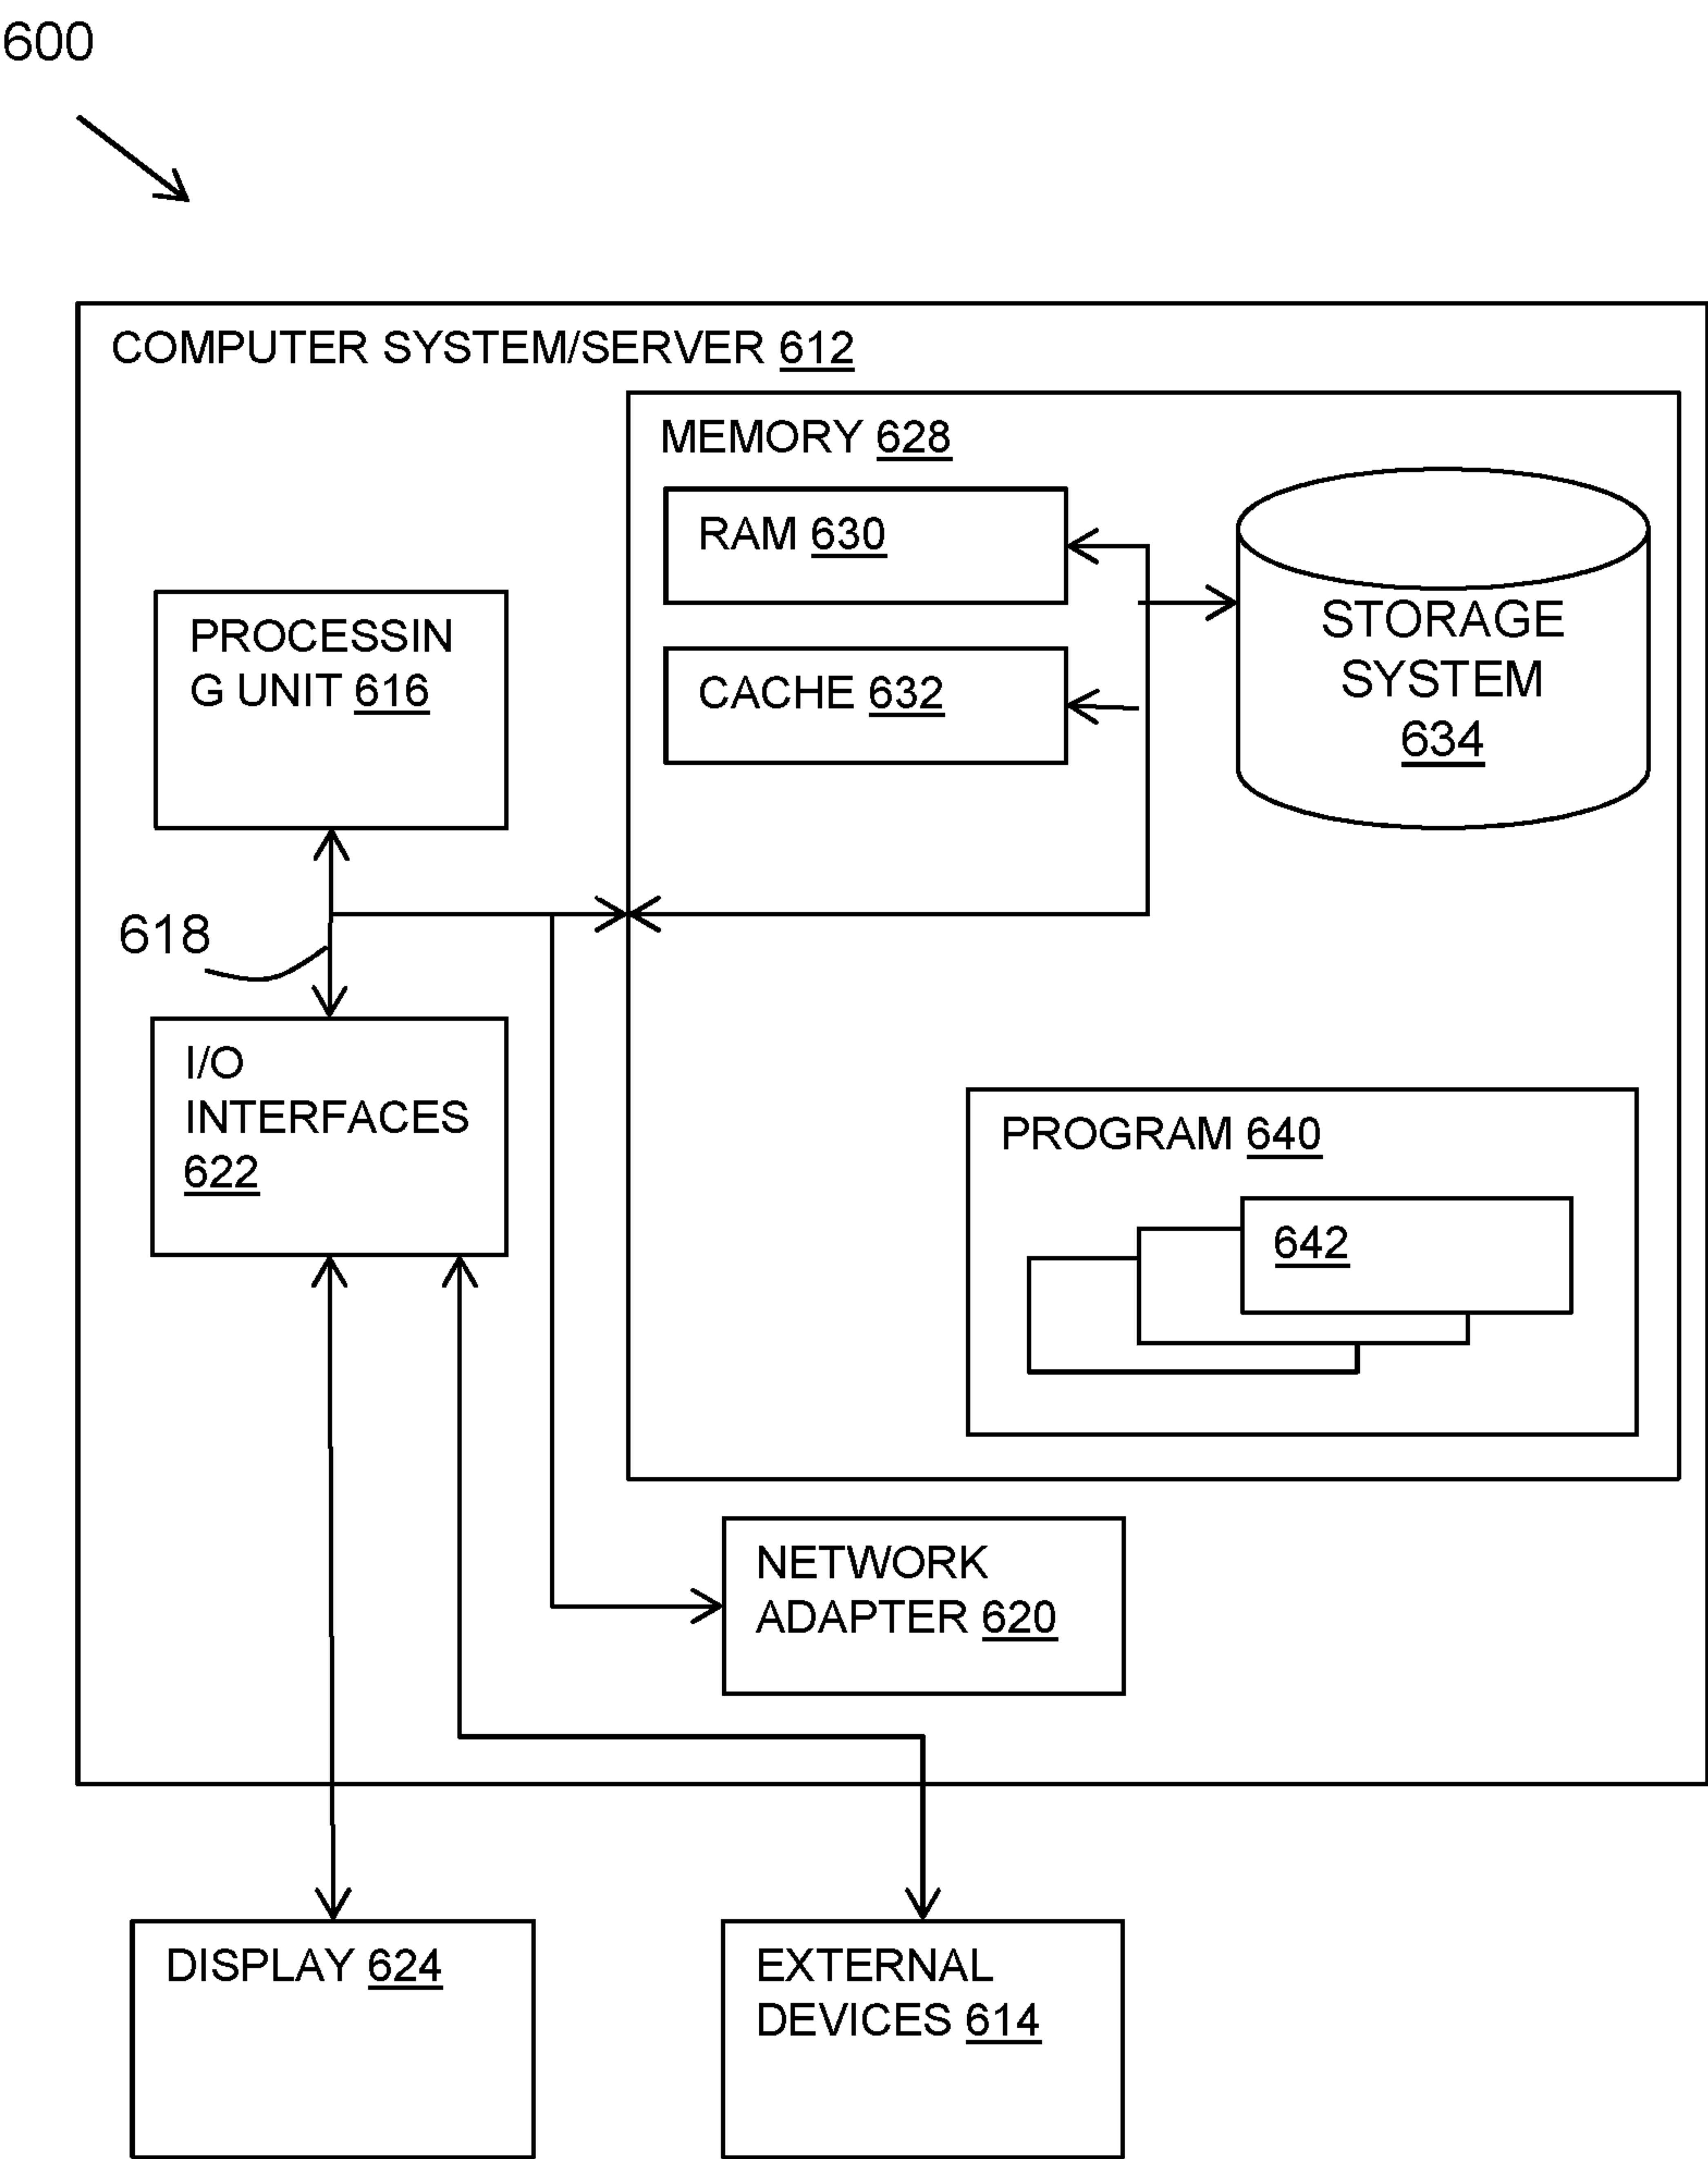 600
COMPUTER SYSTEM/SERVER 612
MEMORY 628
RAM 630
CACHE 632
STORAGE
SYSTEM
634
PROCESSIN
G UNIT 616
618
I/O
INTERFACES
622
PROGRAM 640
642
NETWORK
ADAPTER 620
DISPLAY 624
EXTERNAL
DEVICES 614